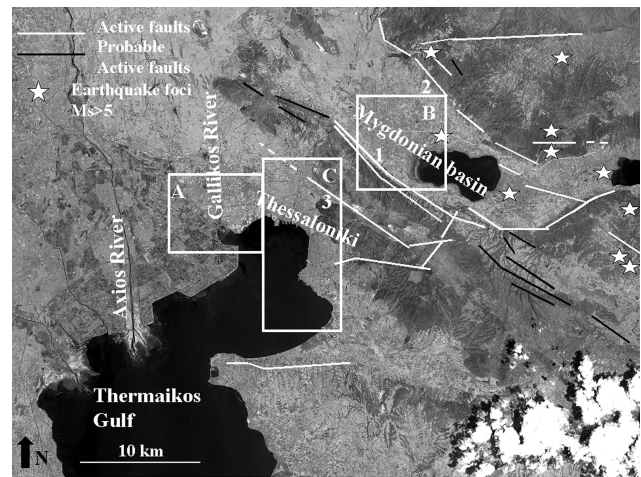 Active faults
Probable
Active faults
Earthquake foci
Ms>5
2
B
Mygdonian basin
1
Gallikos River
A
C
3
Thessaloniki
Axios River
Thermaikos
Gulf
10 km
N